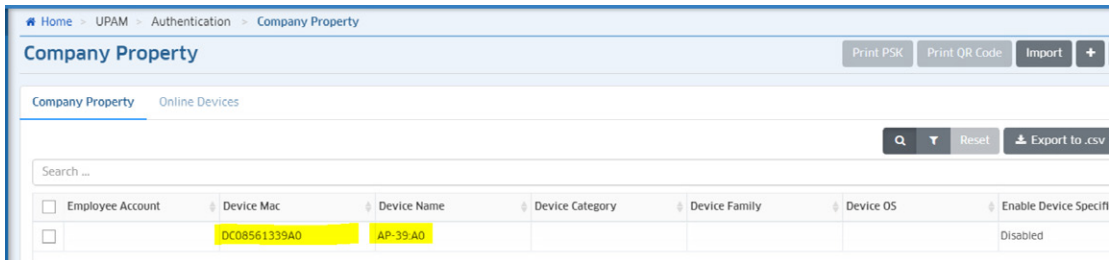 Home > UPAM > Authentication > Company Property
Company Property
Print PSK Print QR Code Import +
Company Property Online Devices
Reset Export to .csv
Search ...
Employee Account Device Mac Device Name Device Category Device Family Device OS Enable Device Specifi
DC08561339A0 AP-39:A0 Disabled